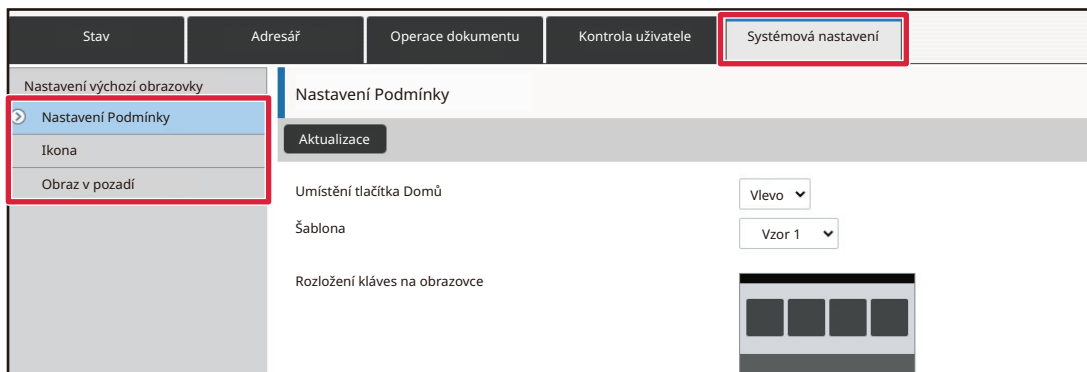 Stav
Adresář
Operace dokumentu
Kontrola uživatele
Systémová nastavení
Nastavení výchozí obrazovky
Nastavení Podmínky
Ikona
Obraz v pozadí
Nastavení Podmínky
Aktualizace
Umístění tlačítka Domů
Vlevo
Šablona
Vzor 1
Rozložení kláves na obrazovce